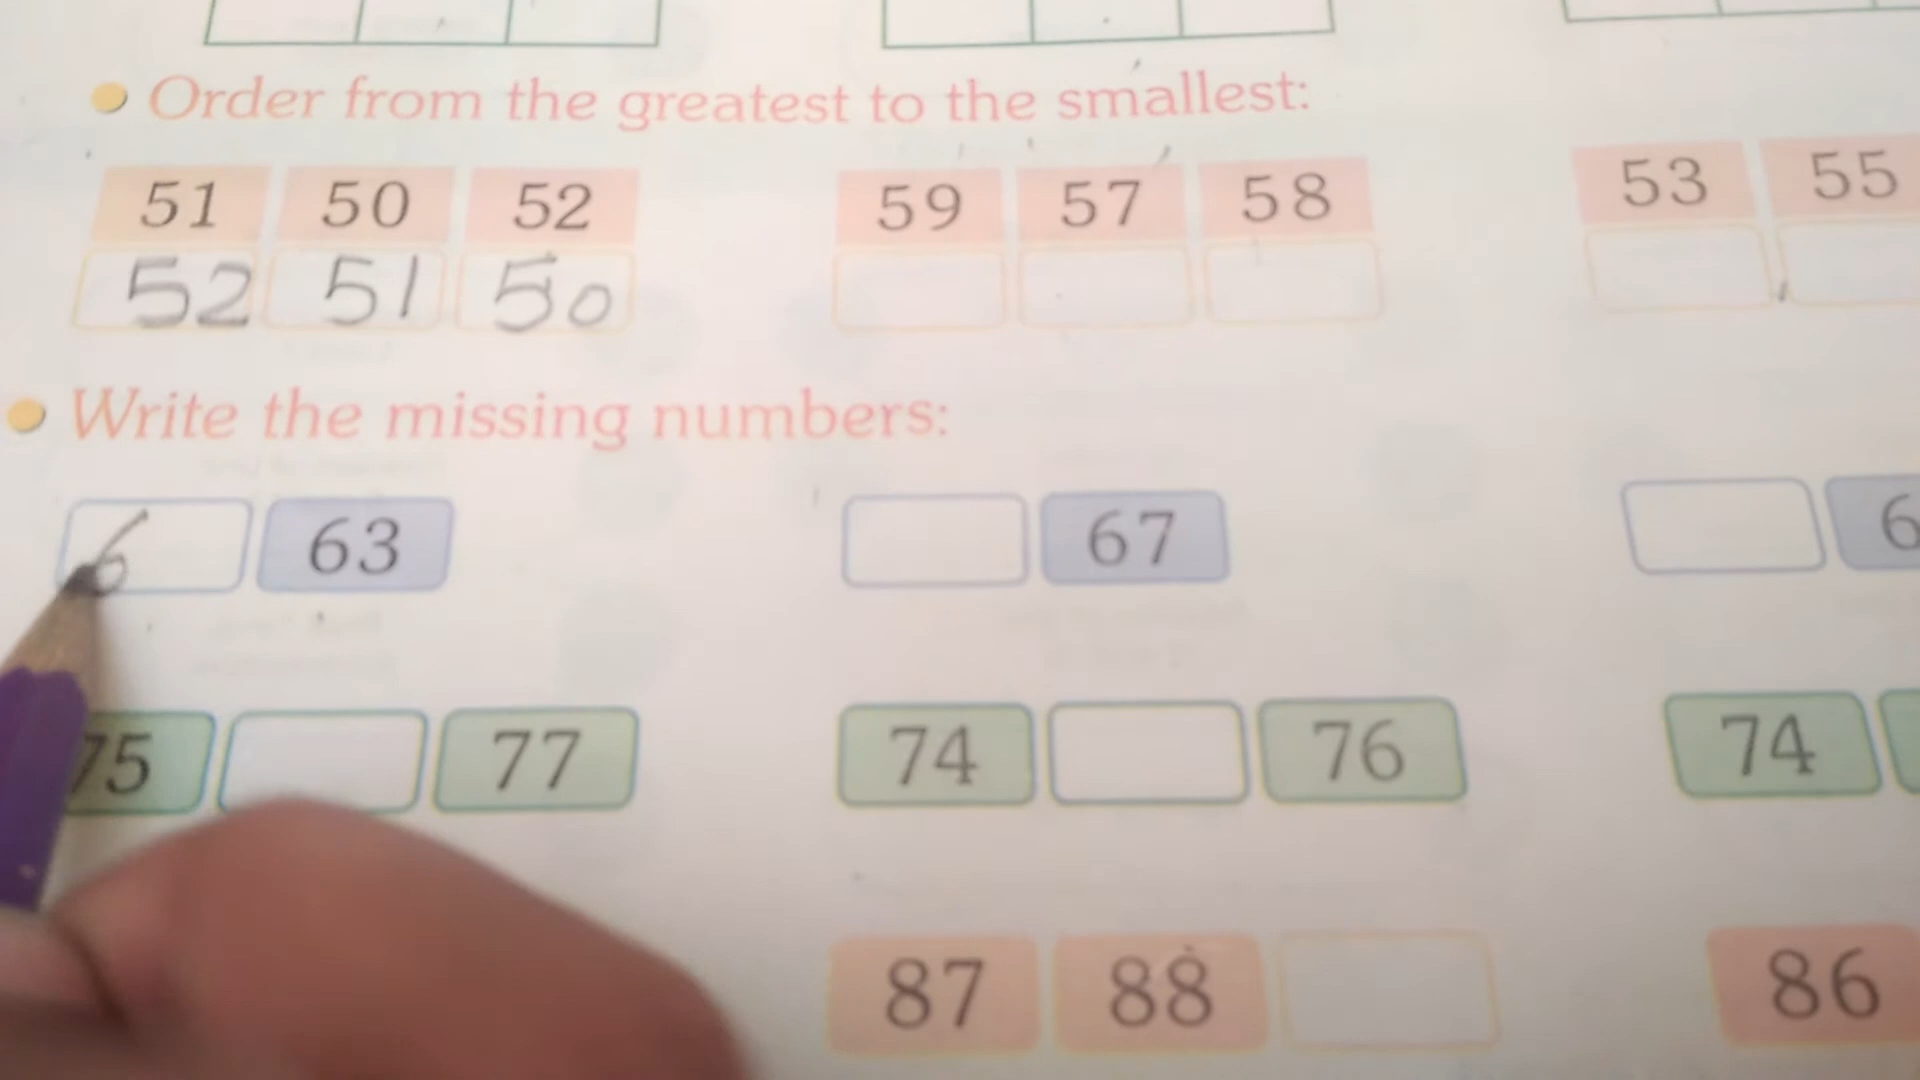 Order from the greatest to the smallest:
51 50 52 59 57 58 53 55
52 51 50
Write the missing numbers:
6 63 67 6
75 77 74 76 74
87 88 86